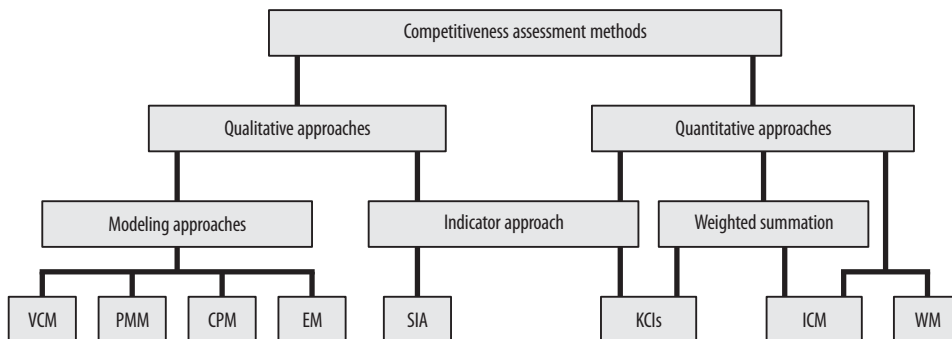 Competitiveness assessment methods
Qualitative approaches
Quantitative approaches
Modeling approaches
Indicator approach
Weighted summation
VCM
PMM
CPM
EM
SIA
KCIs
ICM
WM